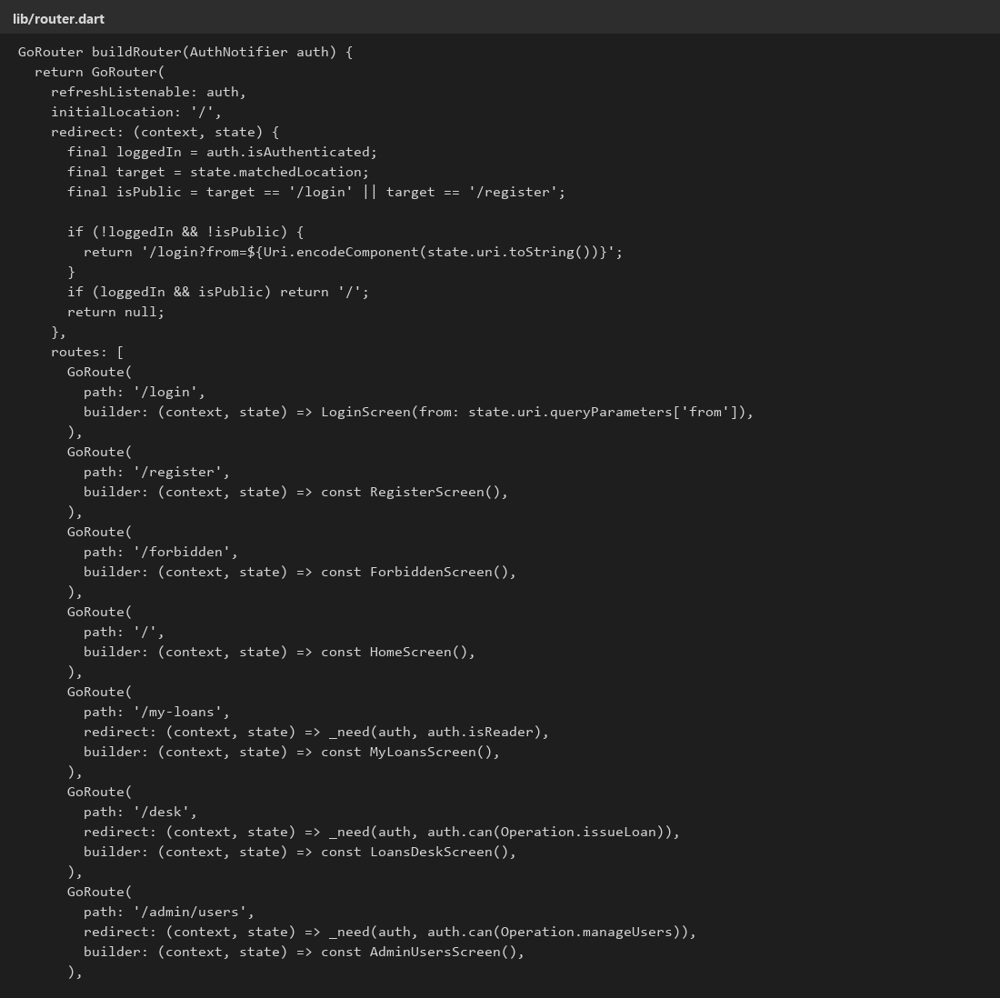 lib/router.dart
GoRouter buildRouter(AuthNotifier auth) {
  return GoRouter(
    refreshListenable: auth,
    initialLocation: '/',
    redirect: (context, state) {
      final loggedIn = auth.isAuthenticated;
      final target = state.matchedLocation;
      final isPublic = target == '/login' || target == '/register';

      if (!loggedIn && !isPublic) {
        return '/login?from=${Uri.encodeComponent(state.uri.toString())}';
      }
      if (loggedIn && isPublic) return '/';
      return null;
    },
    routes: [
      GoRoute(
        path: '/login',
        builder: (context, state) => LoginScreen(from: state.uri.queryParameters['from']),
      ),
      GoRoute(
        path: '/register',
        builder: (context, state) => const RegisterScreen(),
      ),
      GoRoute(
        path: '/forbidden',
        builder: (context, state) => const ForbiddenScreen(),
      ),
      GoRoute(
        path: '/',
        builder: (context, state) => const HomeScreen(),
      ),
      GoRoute(
        path: '/my-loans',
        redirect: (context, state) => _need(auth, auth.isReader),
        builder: (context, state) => const MyLoansScreen(),
      ),
      GoRoute(
        path: '/desk',
        redirect: (context, state) => _need(auth, auth.can(Operation.issueLoan)),
        builder: (context, state) => const LoansDeskScreen(),
      ),
      GoRoute(
        path: '/admin/users',
        redirect: (context, state) => _need(auth, auth.can(Operation.manageUsers)),
        builder: (context, state) => const AdminUsersScreen(),
      ),